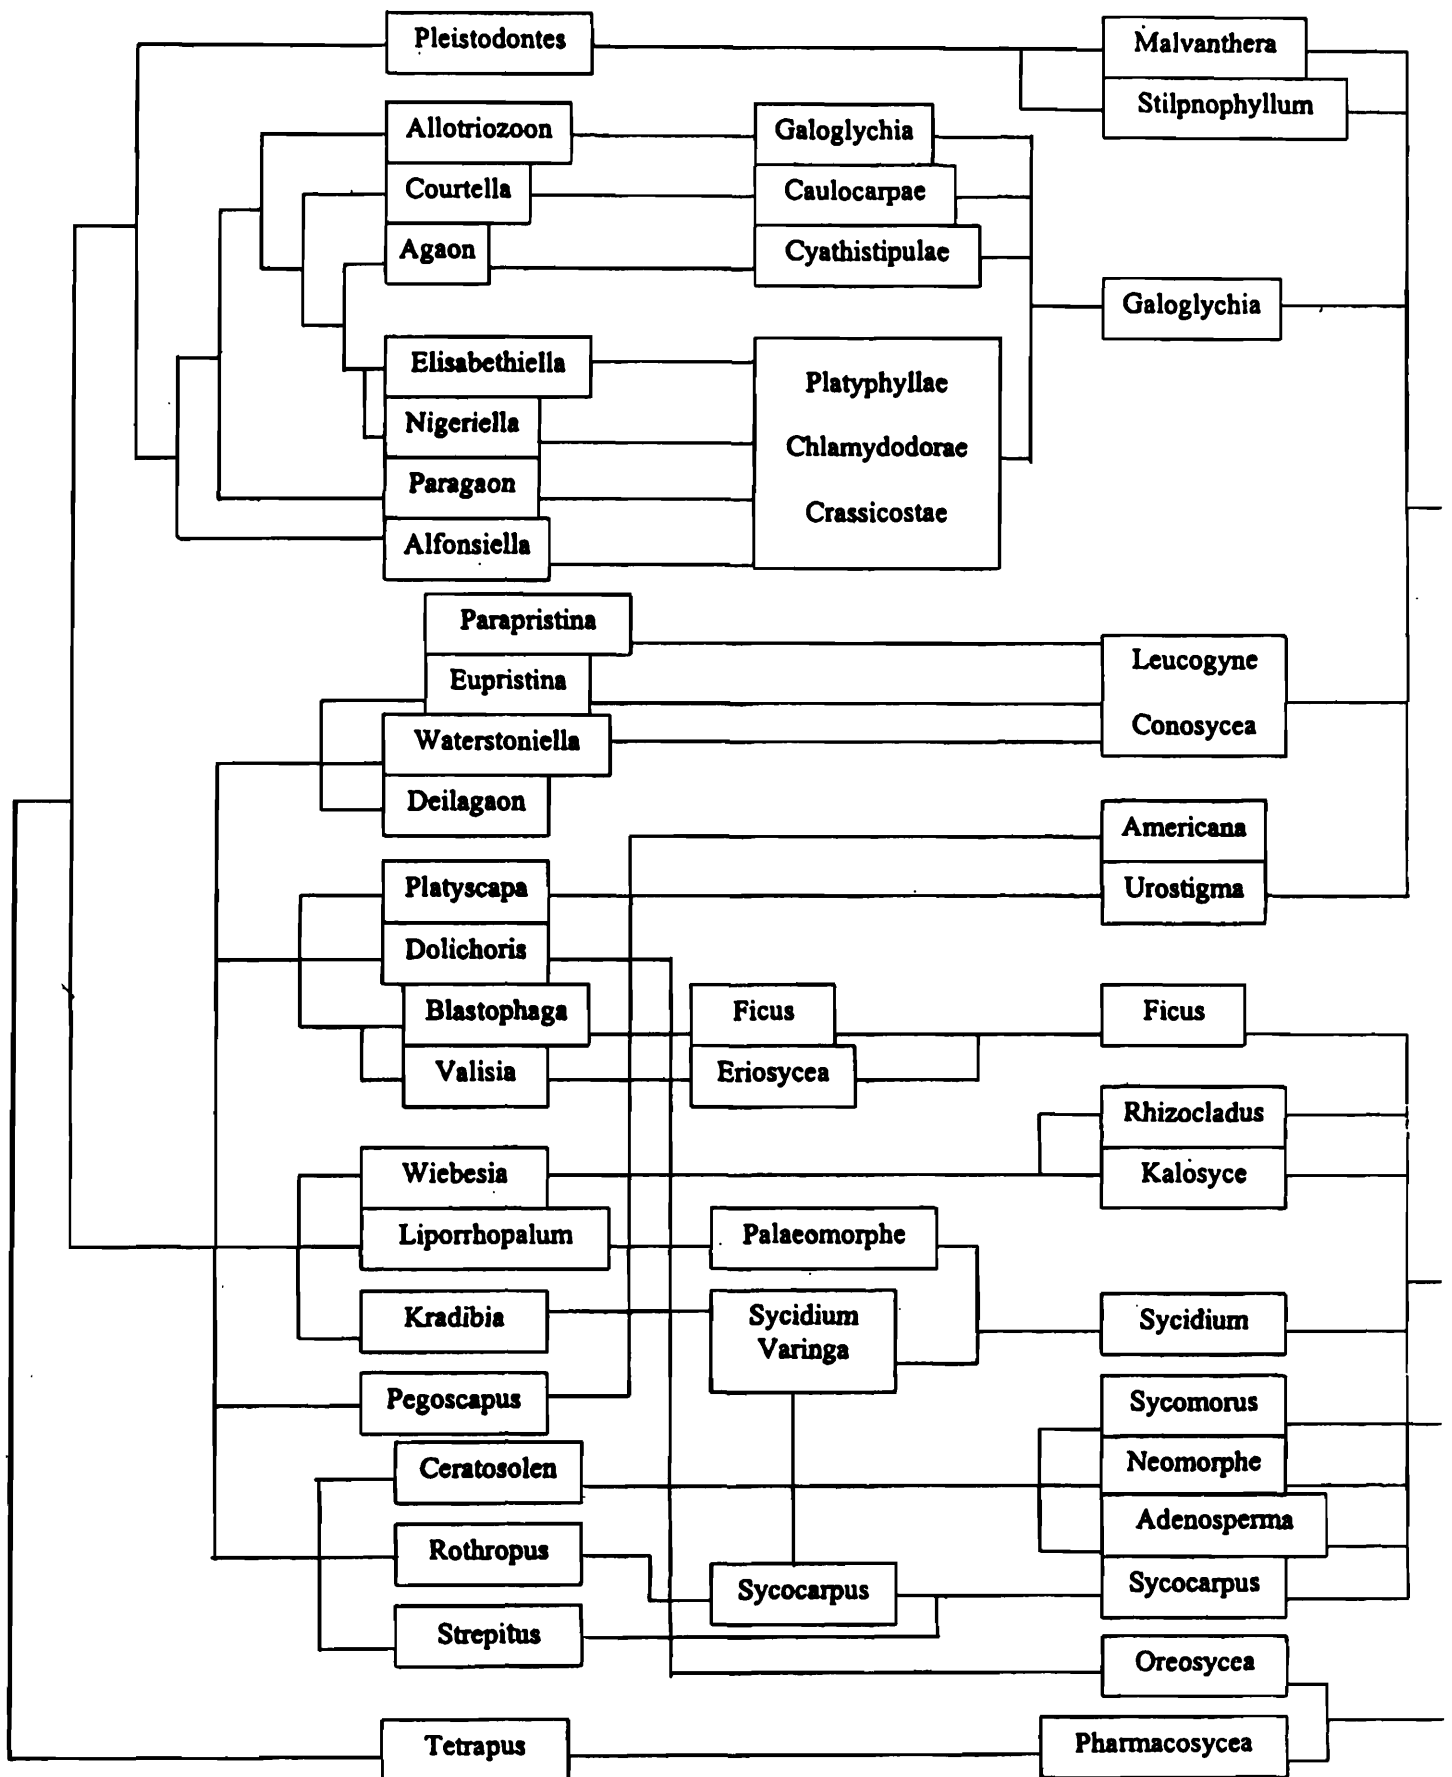 Pleistodontes
Malvanthera
Stilpnophyllum
Allotriozoon
Galoglychia
Courtella
Caulocarpae
Agaon
Cyathistipulae
Galoglychia
Elisabethiella
Platyphyllae
Nigeriella
Chlamydodorae
Paragaon
Crassicostae
Alfonsiella
Parapristina
Leucogyne
Eupristina
Conosycea
Waterstoniella
Deilagaon
Americana
Platyscapa
Urostigma
Dolichoris
Blastophaga
Ficus
Ficus
Valisia
Eriosycea
Rhizocladus
Wiebesia
Kalosyce
Liporrhopalum
Palaeomorphe
Kradibia
Sycidium
Varinga
Sycidium
Pegoscapus
Sycomorus
Ceratosolen
Neomorphe
Adenosperma
Rothropus
Sycocarpus
Sycocarpus
Strepitus
Oreosycea
Tetrapus
Pharmacosycea